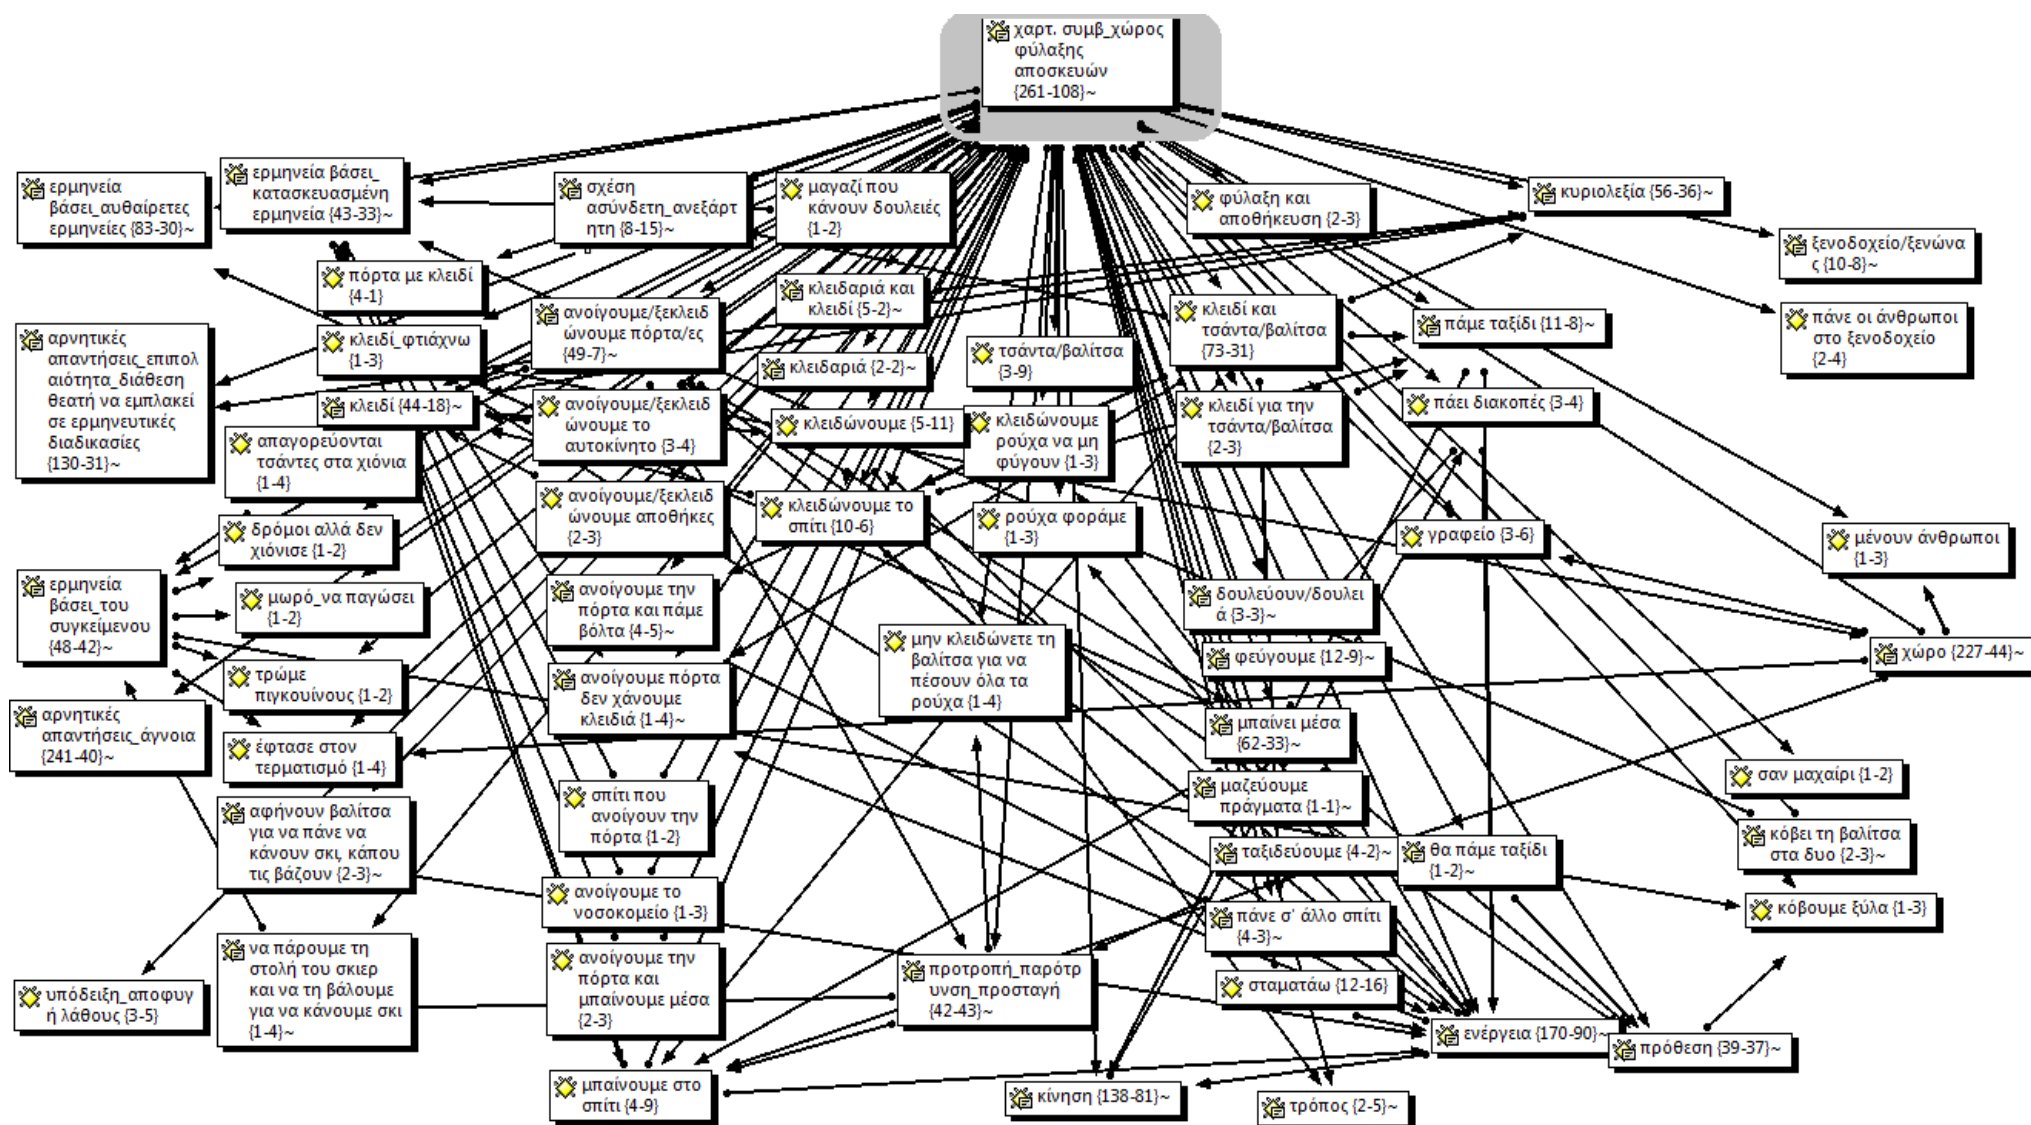 χαρτ. συμβ_χώρος
φύλαξης
αποσκευών
{261-108}~
ερμηνεία
βάσει_αυθαίρετες
ερμηνείες {83-30}~
ερμηνεία βάσει_
κατασκευασμένη
ερμηνεία {43-33}~
σχέση
ασύνδετη_ανεξάρτ
ητη {8-15}~
μαγαζί που
κάνουν δουλειές
{1-2}
φύλαξη και
αποθήκευση {2-3}
κυριολεξία {56-36}~
ξενοδοχείο/ξενώνα
ς {10-8}~
πόρτα με κλειδί
{4-1}
κλειδαριά και
κλειδί {5-2}~
ανοίγουμε/ξεκλειδ
ώνουμε πόρτα/ες
{49-7}~
κλειδί και
τσάντα/βαλίτσα
{73-31}
πάμε ταξίδι {11-8}~
πάνε οι άνθρωποι
στο ξενοδοχείο
{2-4}
αρνητικές
απαντήσεις_επιπολ
αιότητα_διάθεση
θεατή να εμπλακεί
σε ερμηνευτικές
διαδικασίες
{130-31}~
κλειδί_φτιάχνω
{1-3}
κλειδαριά {2-2}~
τσάντα/βαλίτσα
{3-9}
κλειδί {44-18}~
ανοίγουμε/ξεκλειδ
ώνουμε το
αυτοκίνητο {3-4}
κλειδώνουμε {5-11}
κλειδώνουμε
ρούχα να μη
φύγουν {1-3}
κλειδί για την
τσάντα/βαλίτσα
{2-3}
πάει διακοπές {3-4}
απαγορεύονται
τσάντες στα χιόνια
{1-4}
ανοίγουμε/ξεκλειδ
ώνουμε αποθήκες
{2-3}
κλειδώνουμε το
σπίτι {10-6}
ρούχα φοράμε
{1-3}
γραφείο {3-6}
μένουν άνθρωποι
{1-3}
δρόμοι αλλά δεν
χιόνισε {1-2}
ερμηνεία
βάσει_του
συγκείμενου
{48-42}~
μωρό_να παγώσει
{1-2}
ανοίγουμε την
πόρτα και πάμε
βόλτα {4-5}~
μην κλειδώνετε τη
βαλίτσα για να
πέσουν όλα τα
ρούχα {1-4}
δουλεύουν/δουλει
ά {3-3}~
φεύγουμε {12-9}~
χώρο {227-44}~
τρώμε
πιγκουίνους {1-2}
ανοίγουμε πόρτα
δεν χάνουμε
κλειδιά {1-4}~
αρνητικές
απαντήσεις_άγνοια
{241-40}~
έφτασε στον
τερματισμό {1-4}
μπαίνει μέσα
{62-33}~
μαζεύουμε
πράγματα {1-1}~
σαν μαχαίρι {1-2}
σπίτι που
ανοίγουν την
πόρτα {1-2}
αφήνουν βαλίτσα
για να πάνε να
κάνουν σκι, κάπου
τις βάζουν {2-3}~
ταξιδεύουμε {4-2}~
θα πάμε ταξίδι
{1-2}~
κόβει τη βαλίτσα
στα δυο {2-3}~
ανοίγουμε το
νοσοκομείο {1-3}
πάνε σ' άλλο σπίτι
{4-3}~
κόβουμε ξύλα {1-3}
να πάρουμε τη
στολή του σκιερ
και να τη βάλουμε
για να κάνουμε σκι
{1-4}~
ανοίγουμε την
πόρτα και
μπαίνουμε μέσα
{2-3}
προτροπή_παρότρ
υνση_προσταγή
{42-43}~
σταματάω {12-16}
υπόδειξη_αποφυγ
ή λάθους {3-5}
ενέργεια {170-90}~
πρόθεση {39-37}~
μπαίνουμε στο
σπίτι {4-9}
κίνηση {138-81}~
τρόπος {2-5}~